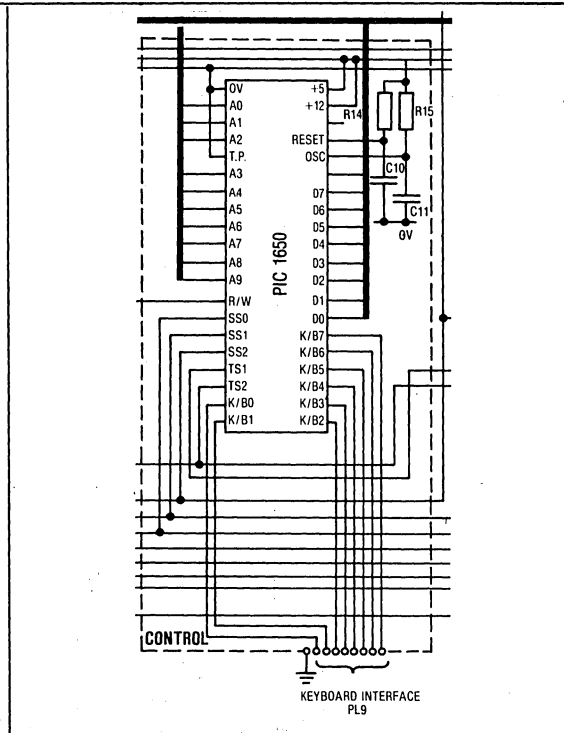 0V
A0
A1
A2
T.P.
A3
A4
A5
A6
A7
A8
A9
R/W
SS0
SS1
SS2
TS1
TS2
K/B0
K/B1
PIC 1650
+5
+12
RESET
OSC
D7
D6
D5
D4
D3
D2
D1
D0
K/B7
K/B6
K/B5
K/B4
K/B3
K/B2
R14
R15
C10
C11
0V
CONTROL
KEYBOARD INTERFACE
PL9